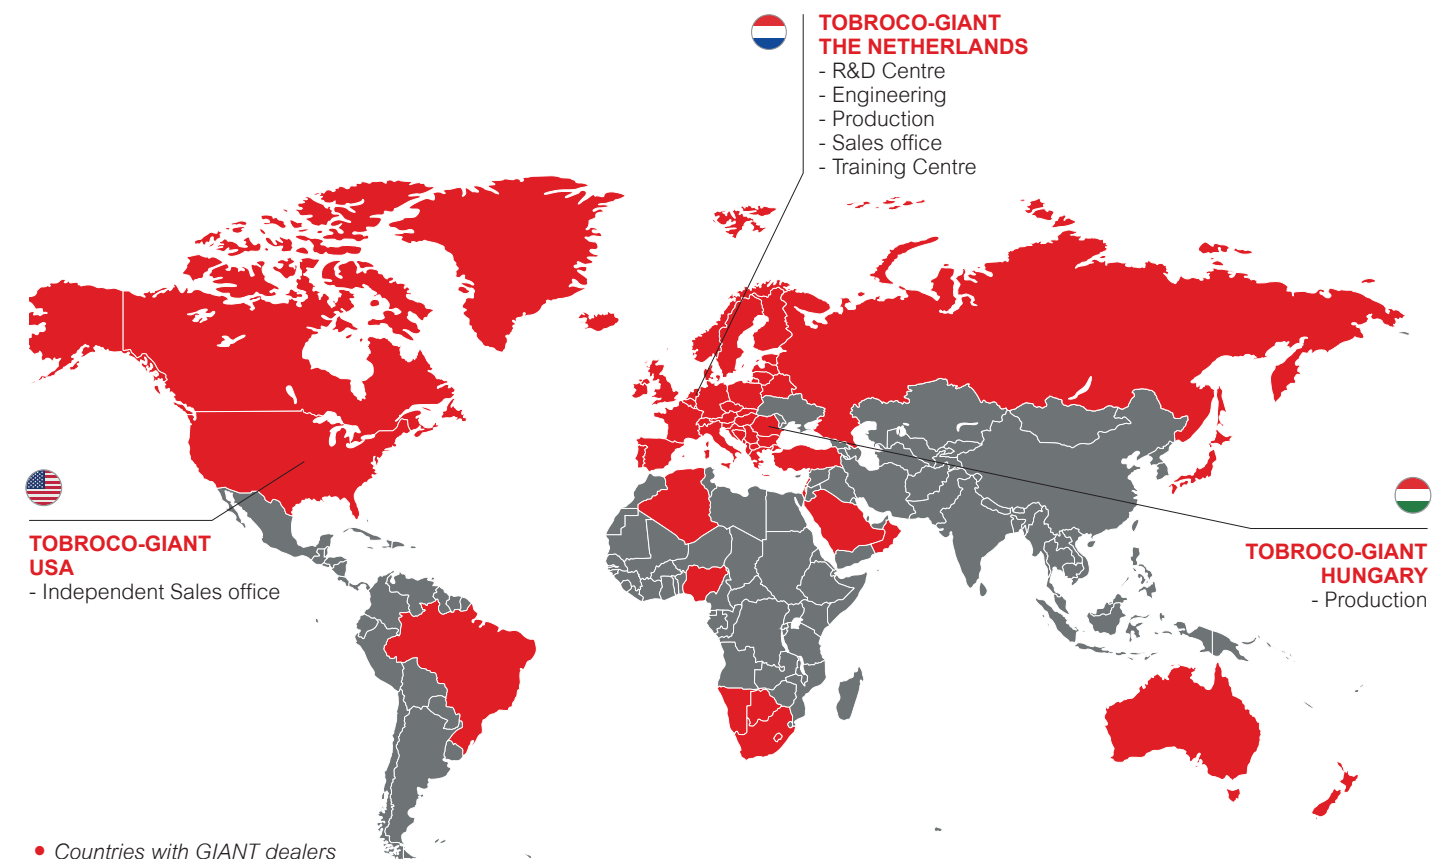 TOBROCO-GIANT
THE NETHERLANDS
- R&D Centre
- Engineering
- Production
- Sales office
- Training Centre
TOBROCO-GIANT
USA
- Independent Sales office
TOBROCO-GIANT
HUNGARY
- Production
• Countries with GIANT dealers